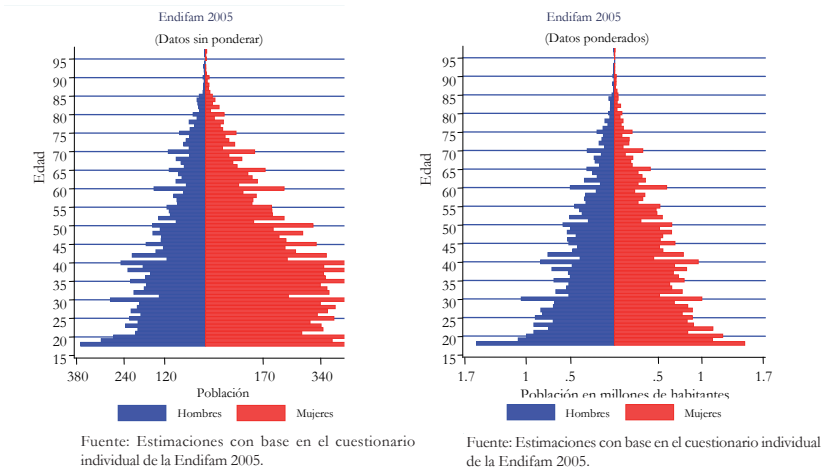 Endifam 2005
(Datos sin ponderar)
Edad
95
90
85
80
75
70
65
60
55
50
45
40
35
30
25
20
15
380 240 120 170 340
Población
Hombres Mujeres
Fuente: Estimaciones con base en el cuestionario
individual de la Endifam 2005.
Endifam 2005
(Datos ponderados)
Edad
95
90
85
80
75
70
65
60
55
50
45
40
35
30
25
20
15
1.7 1 .5 .5 1 1.7
Población en millones de habitantes
Hombres Mujeres
Fuente: Estimaciones con base en el cuestionario individual
de la Endifam 2005.